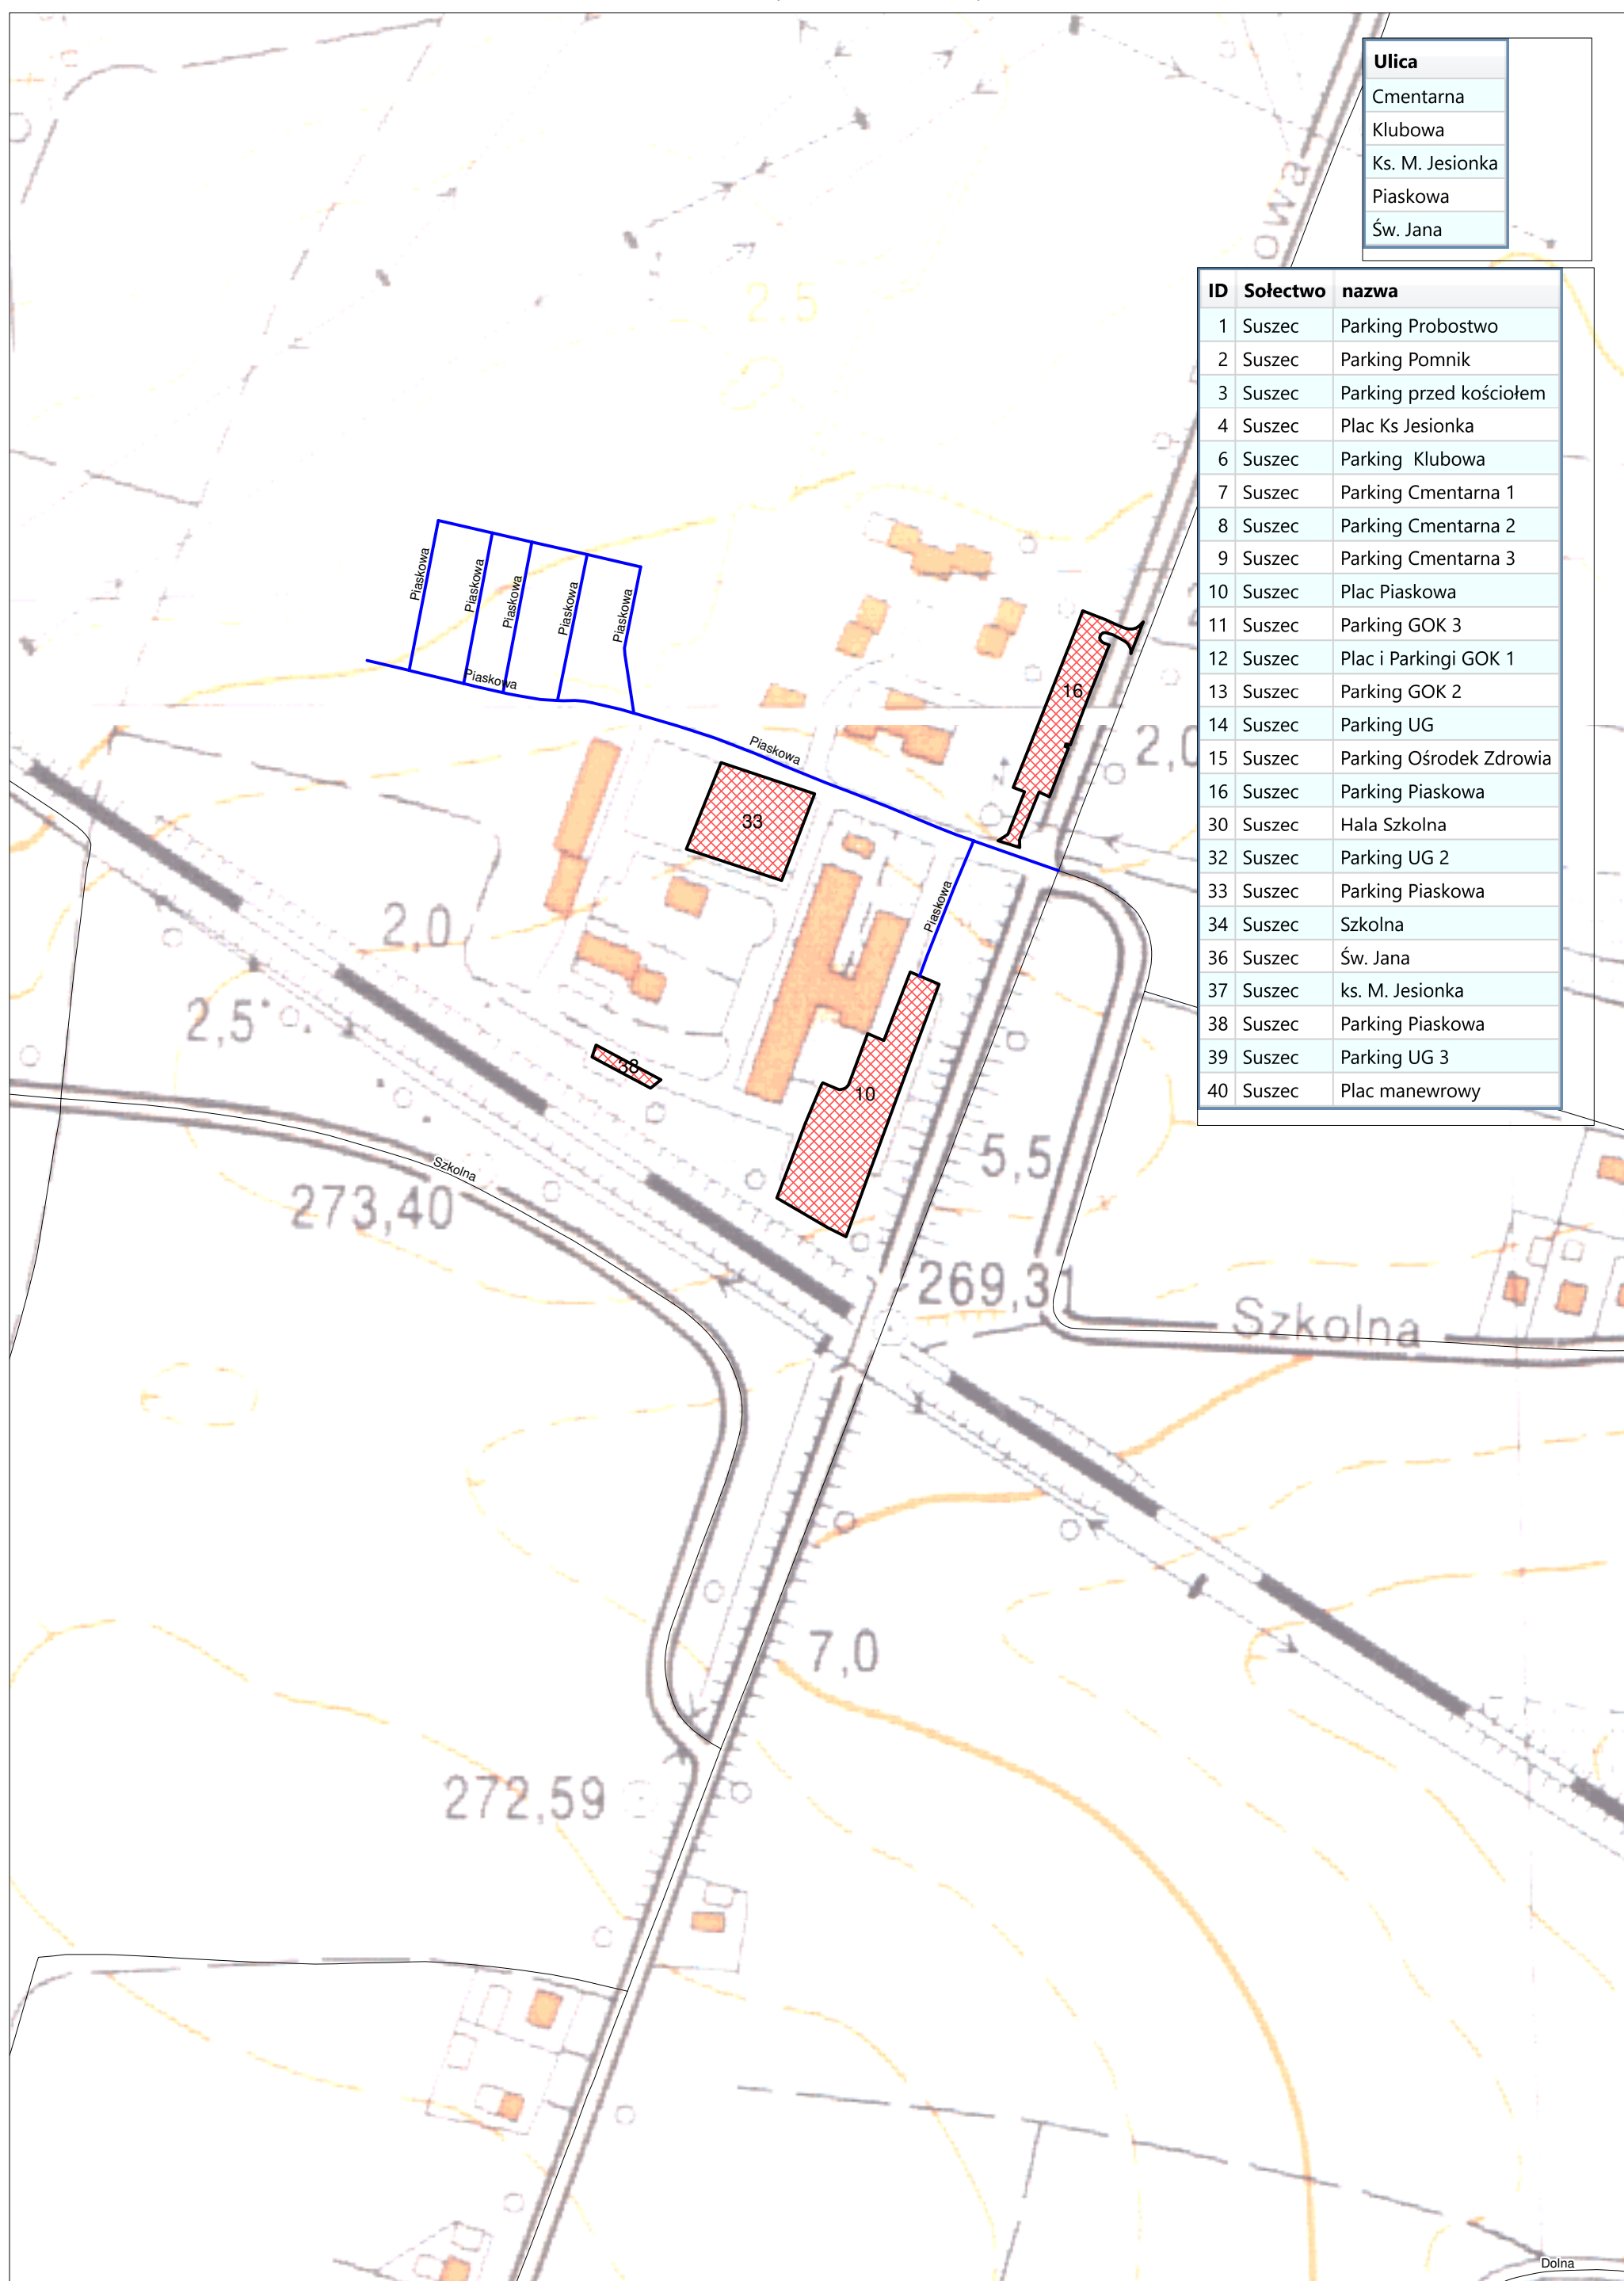 Ulica
Cmentarna
Klubowa
Ks. M. Jesionka
Piaskowa
Św. Jana
owa
ID Sołectwo nazwa
1 Suszec Parking Probostwo
2 Suszec Parking Pomnik
3 Suszec Parking przed kościołem
4 Suszec Plac Ks Jesionka
6 Suszec Parking Klubowa
7 Suszec Parking Cmentarna 1
8 Suszec Parking Cmentarna 2
9 Suszec Parking Cmentarna 3
10 Suszec Plac Piaskowa
11 Suszec Parking GOK 3
12 Suszec Plac i Parkingi GOK 1
13 Suszec Parking GOK 2
14 Suszec Parking UG
15 Suszec Parking Ośrodek Zdrowia
16 Suszec Parking Piaskowa
30 Suszec Hala Szkolna
32 Suszec Parking UG 2
33 Suszec Parking Piaskowa
34 Suszec Szkolna
36 Suszec Św. Jana
37 Suszec ks. M. Jesionka
38 Suszec Parking Piaskowa
39 Suszec Parking UG 3
40 Suszec Plac manewrowy
2.5
Piaskowa
Piaskowa
Piaskowa
Piaskowa
Piaskowa
Piaskowa
16
Piaskowa
2,0
33
Piaskowa
2,0
2,5
38
10
5,5
Szkolna
273,40
269,31
Szkolna
7,0
272,59
Dolna